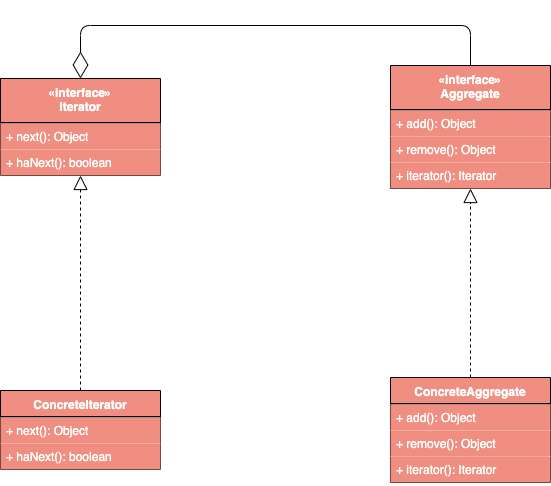 «interface»
Iterator
+ next(): Object
+ haNext(): boolean
«interface»
Aggregate
+ add(): Object
+ remove(): Object
+ iterator(): Iterator
ConcreteIterator
+ next(): Object
+ haNext(): boolean
ConcreteAggregate
+ add(): Object
+ remove(): Object
+ iterator(): Iterator